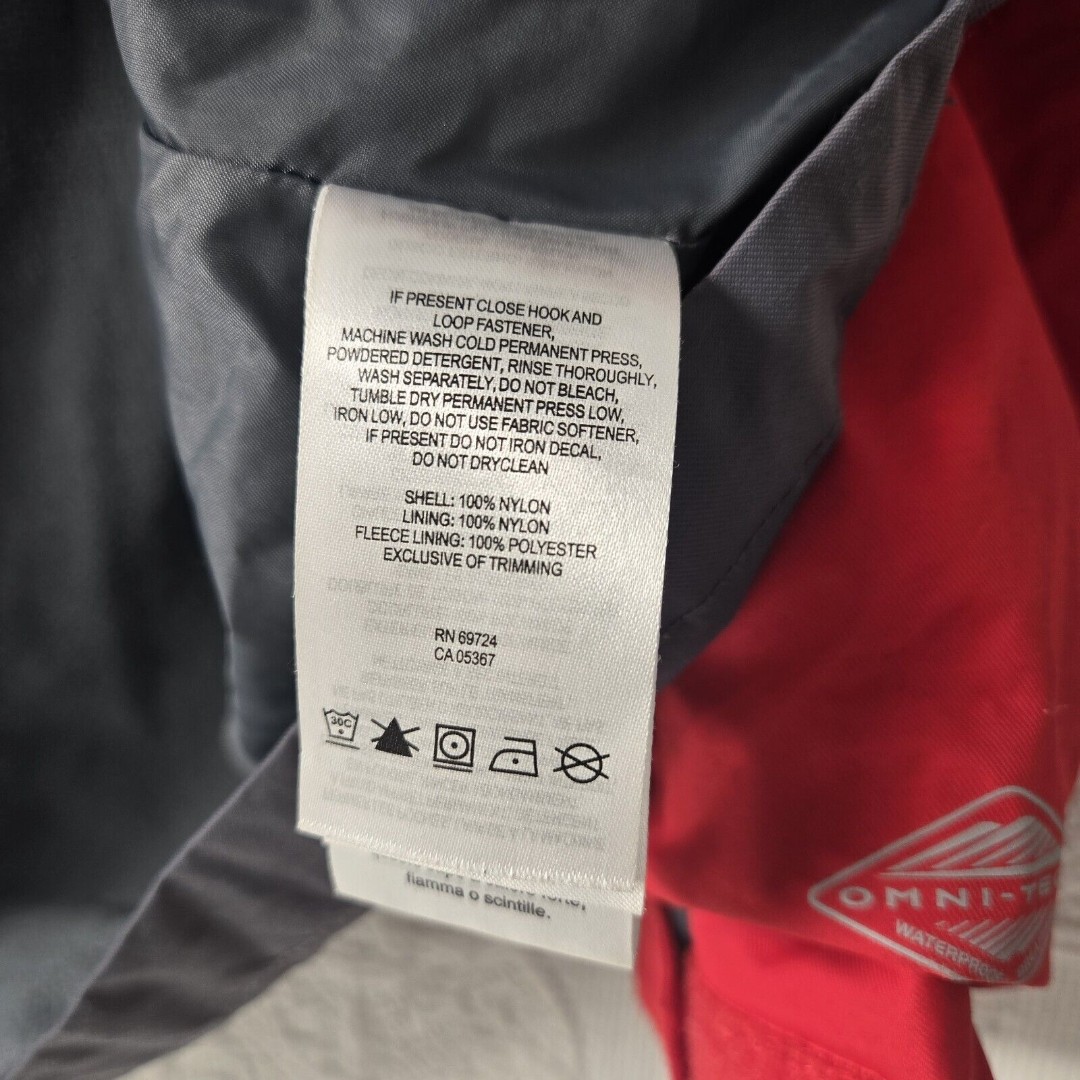 IF PRESENT CLOSE HOOK AND
LOOP FASTENER,
MACHINE WASH COLD PERMANENT PRESS,
POWDERED DETERGENT, RINSE THOROUGHLY,
WASH SEPARATELY, DO NOT BLEACH,
TUMBLE DRY PERMANENT PRESS LOW,
IRON LOW, DO NOT USE FABRIC SOFTENER,
IF PRESENT DO NOT IRON DECAL,
DO NOT DRYCLEAN
SHELL: 100% NYLON
LINING: 100% NYLON
FLEECE LINING: 100% POLYESTER
EXCLUSIVE OF TRIMMING
RN 69724
CA 05367
30C
fiamma o scintille.
OMNI-TE
WATERPROO